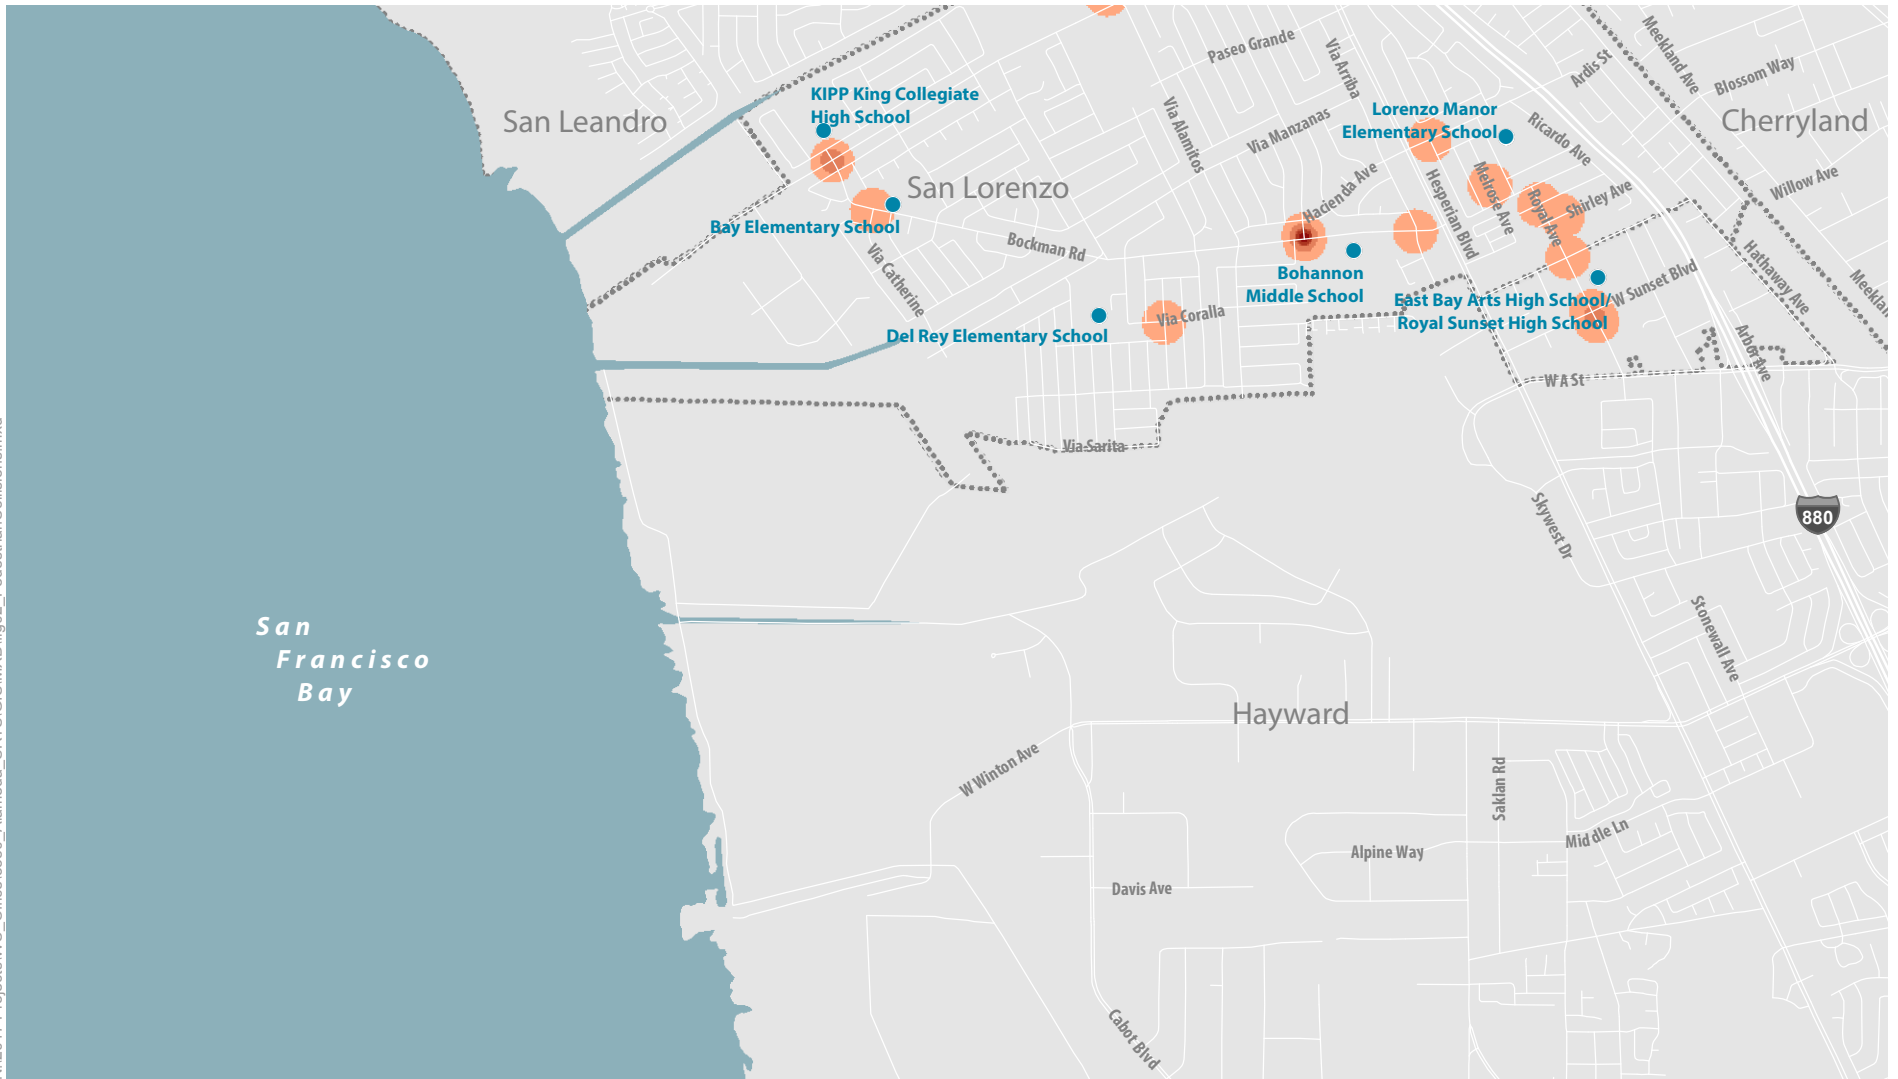 Paseo Grande
Via Arriba
Meekland Ave
Ardis St
Blossom Way
KIPP King Collegiate
High School
San Leandro
Via Alamitos
Via Manzanas
Lorenzo Manor
Elementary School
Ricardo Ave
Cherryland
San Lorenzo
Hacienda Ave
Hesperian Blvd
Melrose Ave
Royal Ave
Shirley Ave
Willow Ave
Bay Elementary School
Bockman Rd
Via Catherine
Bohannon
Middle School
East Bay Arts High School/
Royal Sunset High School
W Sunset Blvd
Hathaway Ave
Del Rey Elementary School
Via Coralla
Arbor Ave
W A St
Via Sarita
Skywest Dr
880
San
Francisco
Bay
Stonewall Ave
Hayward
W Winton Ave
Saklan Rd
Middle Ln
Alpine Way
Davis Ave
Cabot Blvd